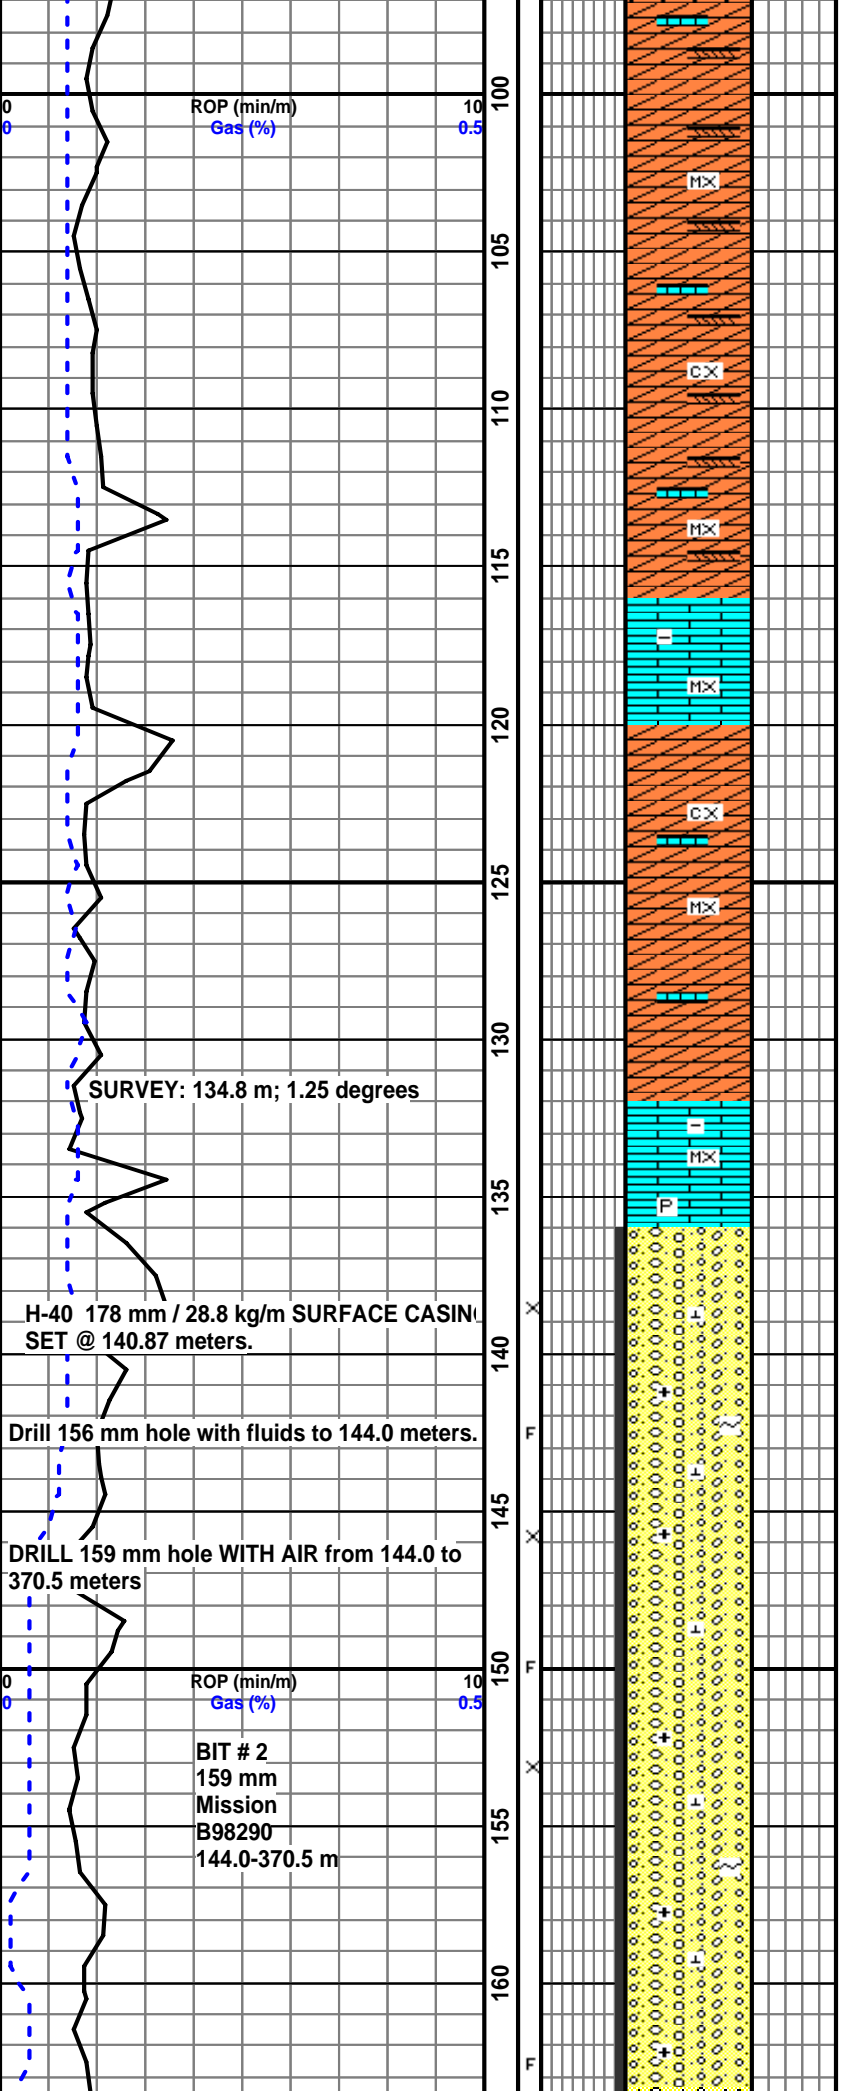 100
0 ROP (min/m) 10
0 Gas (%) 0.5
MX
105
CX
110
MX
115
–
MX
120
CX
125
MX
130
SURVEY: 134.8 m; 1.25 degrees
–
MX
135
P
X
H-40 178 mm / 28.8 kg/m SURFACE CASIN
SET @ 140.87 meters.
⊥
140
+
F
Drill 156 mm hole with fluids to 144.0 meters.
~
⊥
145
X
+
DRILL 159 mm hole WITH AIR from 144.0 to
370.5 meters
⊥
150
F
0 ROP (min/m) 10
0 Gas (%) 0.5
+
BIT # 2
X
159 mm
Mission
⊥
155
B98290
144.0-370.5 m
~
+
⊥
160
+
F